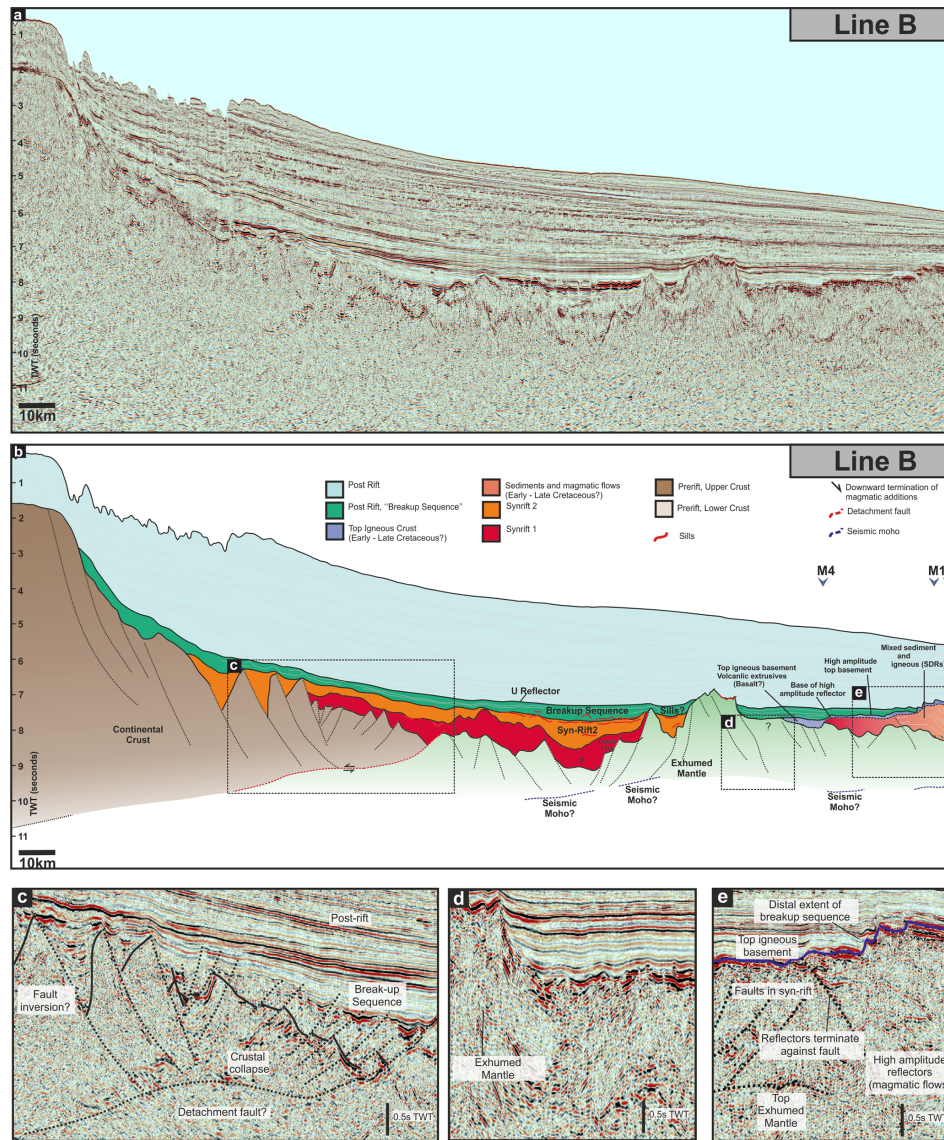 a
Line B
1
2
3
4
5
6
7
8
9
10
11
TWT (seconds)
10km
b
Line B
1
2
3
4
5
6
7
8
9
10
11
TWT (seconds)
10km
Post Rift
Post Rift, "Breakup Sequence"
Top Igneous Crust
(Early - Late Cretaceous?)
Sediments and magmatic flows
(Early - Late Cretaceous?)
Synrift 2
Synrift 1
Prerift, Upper Crust
Prerift, Lower Crust
Sills
Downward termination of
magmatic additions
Detachment fault
Seismic moho
M4
M1
Mixed sediment
and
igneous (SDRs)
High amplitude
top basement
Top igneous basement
Volcanic extrusives
(Basalt?)
Base of high
amplitude reflector
c
U Reflector
Breakup Sequence
Sills?
Syn-Rift2
?
d
?
e
Continental
Crust
Exhumed
Mantle
Seismic
Moho?
Seismic
Moho?
Seismic
Moho?
c
Post-rift
Break-up
Sequence
Fault
inversion?
Crustal
collapse
Detachment fault?
0.5s TWT
d
Exhumed
Mantle
0.5s TWT
e
Distal extent of
breakup sequence
Top igneous
basement
Faults in syn-rift
Reflectors terminate
against fault
High amplitude
reflectors
(magmatic flows
Top
Exhumed
Mantle
0.5s TWT